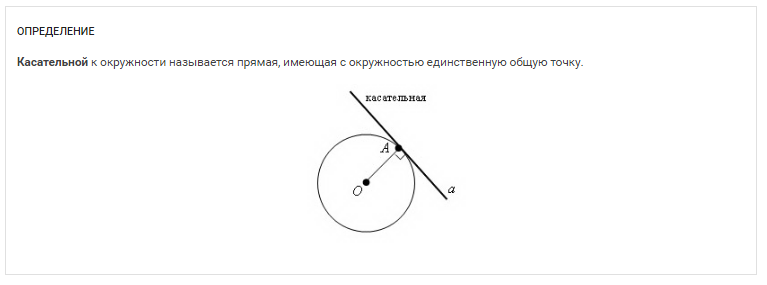 ОПРЕДЕЛЕНИЕ
Касательной к окружности называется прямая, имеющая с окружностью единственную общую точку.
касательная
A
O
a